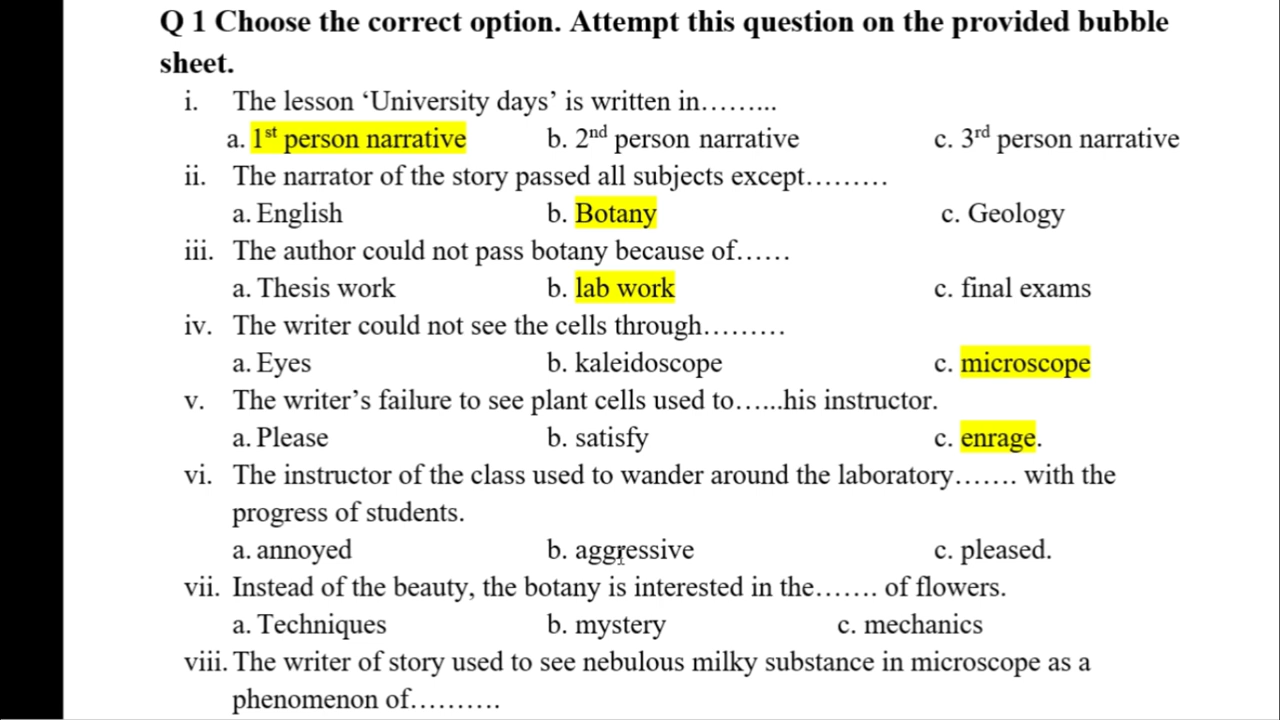 Q 1 Choose the correct option. Attempt this question on the provided bubble
sheet.
i. The lesson ‘University days’ is written in……...
a. 1st person narrative b. 2nd person narrative c. 3rd person narrative
ii. The narrator of the story passed all subjects except………
a. English b. Botany c. Geology
iii. The author could not pass botany because of……
a. Thesis work b. lab work c. final exams
iv. The writer could not see the cells through………
a. Eyes b. kaleidoscope c. microscope
v. The writer’s failure to see plant cells used to…...his instructor.
a. Please b. satisfy c. enrage.
vi. The instructor of the class used to wander around the laboratory……. with the
progress of students.
a. annoyed b. aggressive c. pleased.
vii. Instead of the beauty, the botany is interested in the……. of flowers.
a. Techniques b. mystery c. mechanics
viii. The writer of story used to see nebulous milky substance in microscope as a
phenomenon of……….